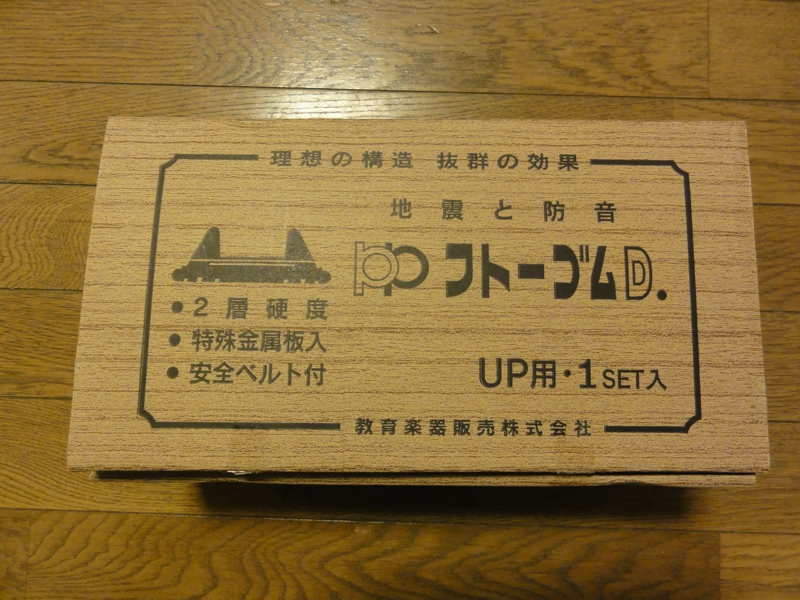 理想の構造 抜群の効果
地震と防音
pp フトーゴムD.
・2層硬度
・特殊金属板入
・安全ベルト付
UP用・1SET入
教育楽器販売株式会社